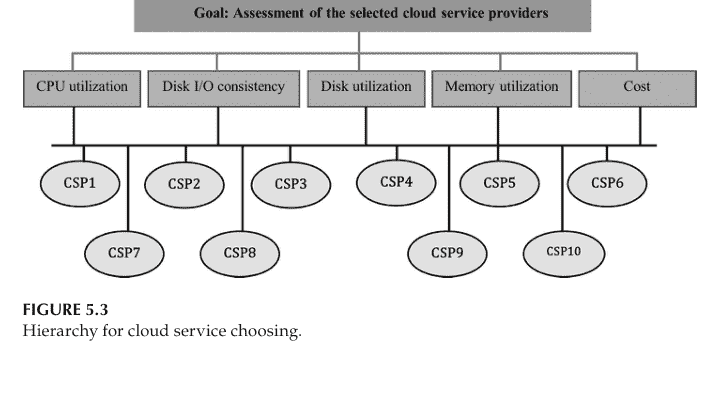 Goal: Assessment of the selected cloud service providers
CPU utilization
Disk I/O consistency
Disk utilization
Memory utilization
Cost
CSP1
CSP2
CSP3
CSP4
CSP5
CSP6
CSP7
CSP8
CSP9
CSP10
FIGURE 5.3
Hierarchy for cloud service choosing.